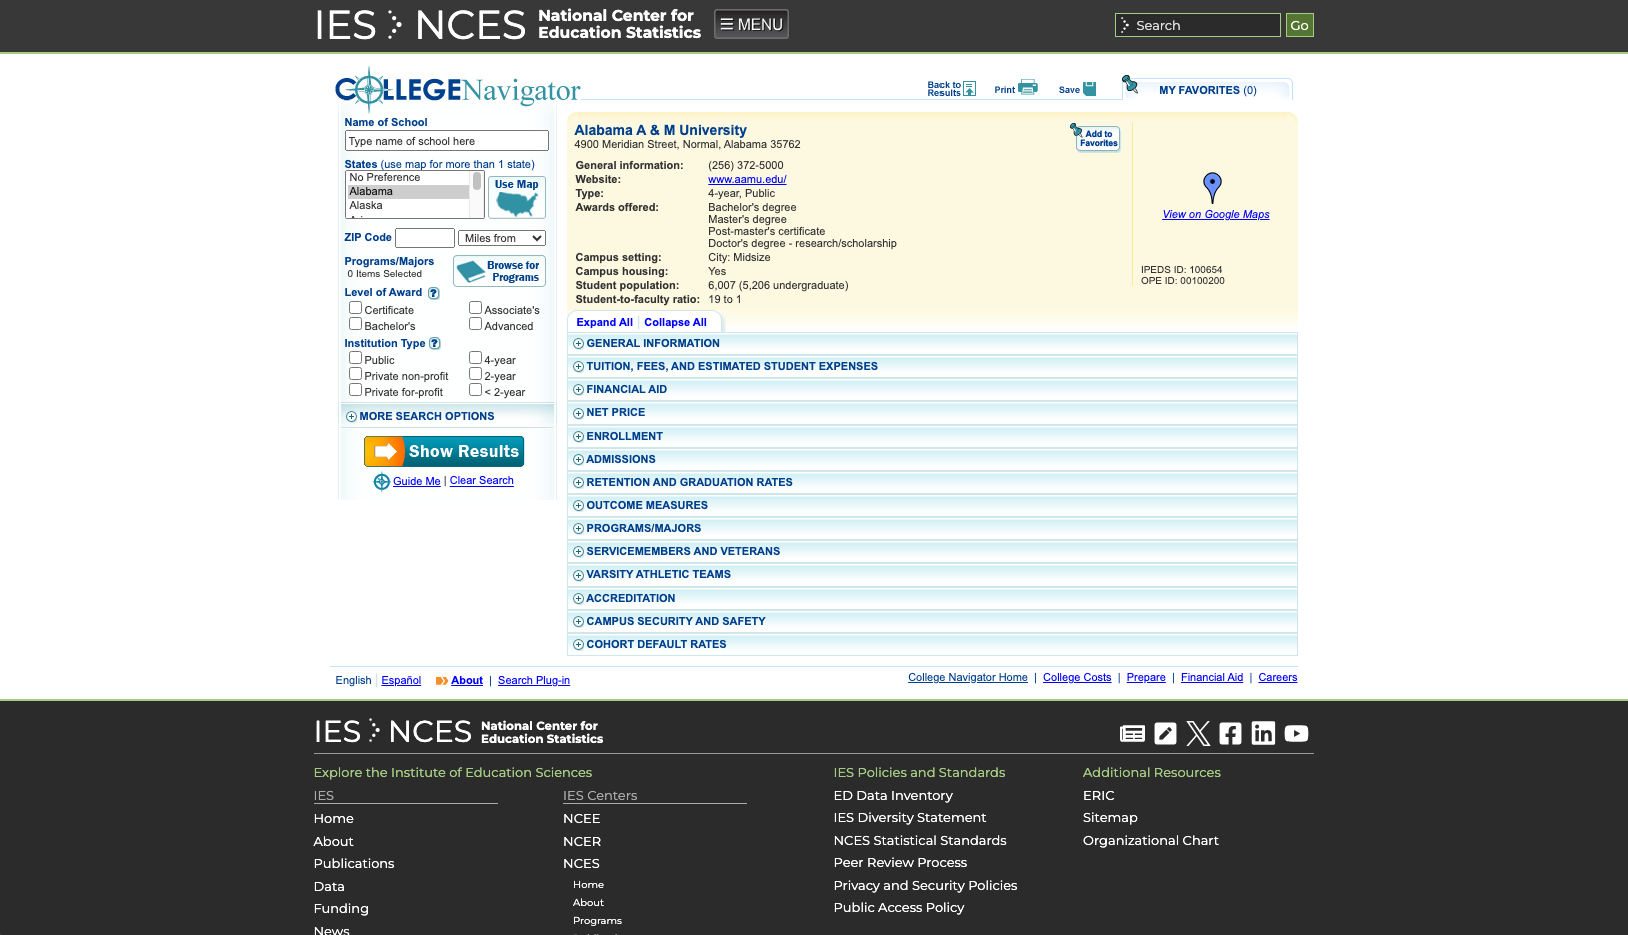 IES NCES National Center for Education Statistics
☰ MENU
Search
Go
COLLEGE Navigator
Back to Results
Print
Save
MY FAVORITES (0)
Name of School
Type name of school here
States (use map for more than 1 state)
No Preference
Alabama
Alaska
Use Map
ZIP Code
Miles from
Programs/Majors
0 Items Selected
Browse for Programs
Level of Award ?
Certificate
Associate's
Bachelor's
Advanced
Institution Type ?
Public
4-year
Private non-profit
2-year
Private for-profit
< 2-year
MORE SEARCH OPTIONS
Show Results
Guide Me | Clear Search
Alabama A & M University
4900 Meridian Street, Normal, Alabama 35762
Add to Favorites
General information: (256) 372-5000
Website: www.aamu.edu/
Type: 4-year, Public
Awards offered: Bachelor's degree
Master's degree
Post-master's certificate
Doctor's degree - research/scholarship
Campus setting: City: Midsize
Campus housing: Yes
Student population: 6,007 (5,206 undergraduate)
Student-to-faculty ratio: 19 to 1
View on Google Maps
IPEDS ID: 100654
OPE ID: 00100200
Expand All | Collapse All
GENERAL INFORMATION
TUITION, FEES, AND ESTIMATED STUDENT EXPENSES
FINANCIAL AID
NET PRICE
ENROLLMENT
ADMISSIONS
RETENTION AND GRADUATION RATES
OUTCOME MEASURES
PROGRAMS/MAJORS
SERVICEMEMBERS AND VETERANS
VARSITY ATHLETIC TEAMS
ACCREDITATION
CAMPUS SECURITY AND SAFETY
COHORT DEFAULT RATES
English | Español About | Search Plug-in
College Navigator Home | College Costs | Prepare | Financial Aid | Careers
IES NCES National Center for Education Statistics
Explore the Institute of Education Sciences
IES
Home
About
Publications
Data
Funding
News
IES Centers
NCEE
NCER
NCES
Home
About
Programs
IES Policies and Standards
ED Data Inventory
IES Diversity Statement
NCES Statistical Standards
Peer Review Process
Privacy and Security Policies
Public Access Policy
Additional Resources
ERIC
Sitemap
Organizational Chart